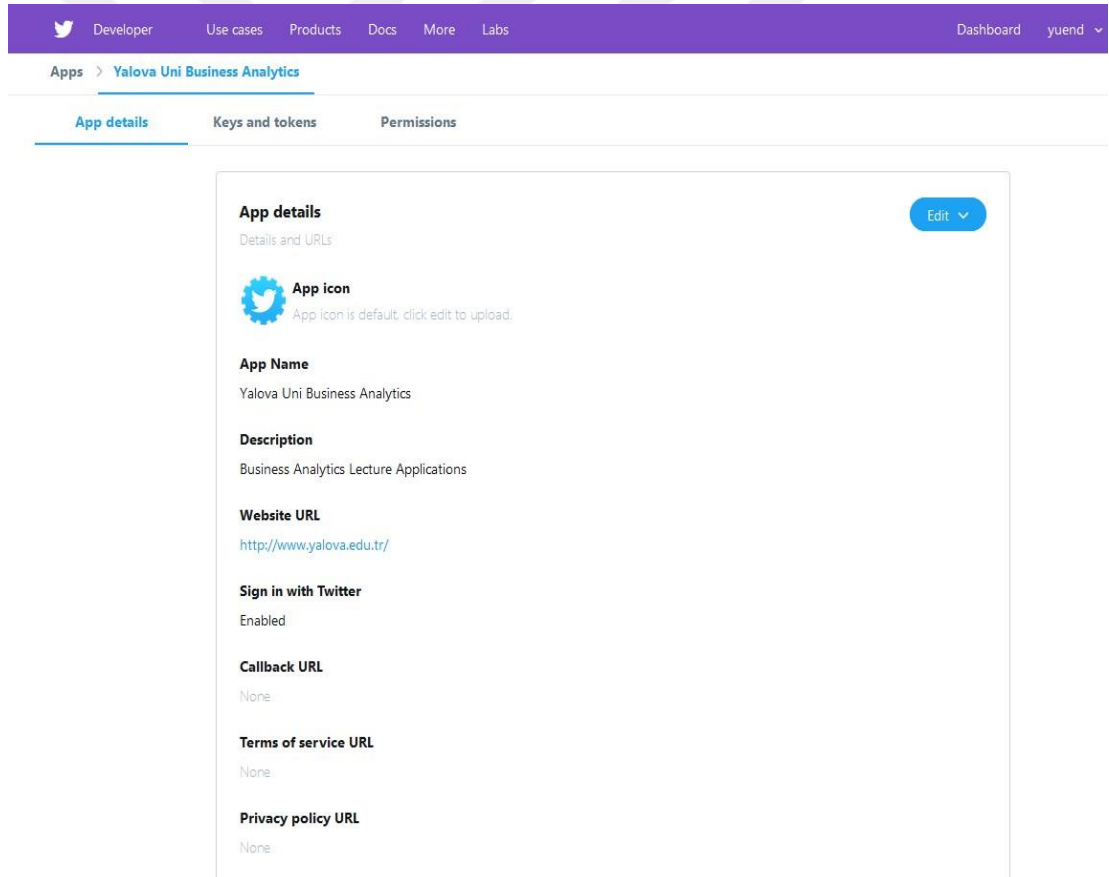 Developer Use cases Products Docs More Labs Dashboard yuend
Apps > Yalova Uni Business Analytics
App details Keys and tokens Permissions
App details
Edit
Details and URLs
App icon
App icon is default, click edit to upload.
App Name
Yalova Uni Business Analytics
Description
Business Analytics Lecture Applications
Website URL
http://www.yalova.edu.tr/
Sign in with Twitter
Enabled
Callback URL
None
Terms of service URL
None
Privacy policy URL
None